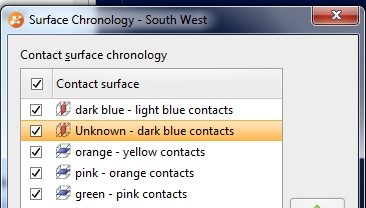 Surface Chronology - South West
Contact surface chronology
Contact surface
dark blue - light blue contacts
Unknown - dark blue contacts
orange - yellow contacts
pink - orange contacts
green - pink contacts